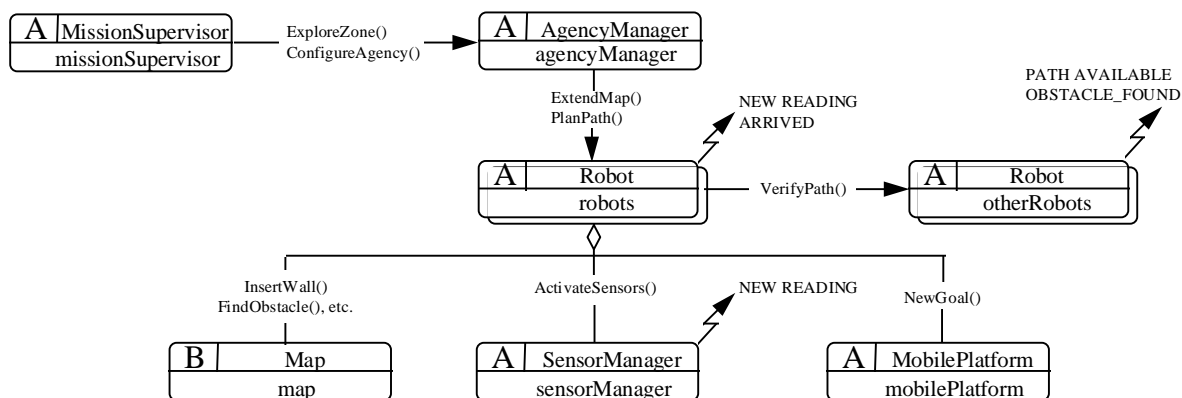 A MissionSupervisor
missionSupervisor
ExploreZone()
ConfigureAgency()
A AgencyManager
agencyManager
ExtendMap()
PlanPath()
NEW READING
ARRIVED
PATH AVAILABLE
OBSTACLE_FOUND
A Robot
robots
VerifyPath()
A Robot
otherRobots
InsertWall()
FindObstacle(), etc.
ActivateSensors()
NEW READING
NewGoal()
B Map
map
A SensorManager
sensorManager
A MobilePlatform
mobilePlatform